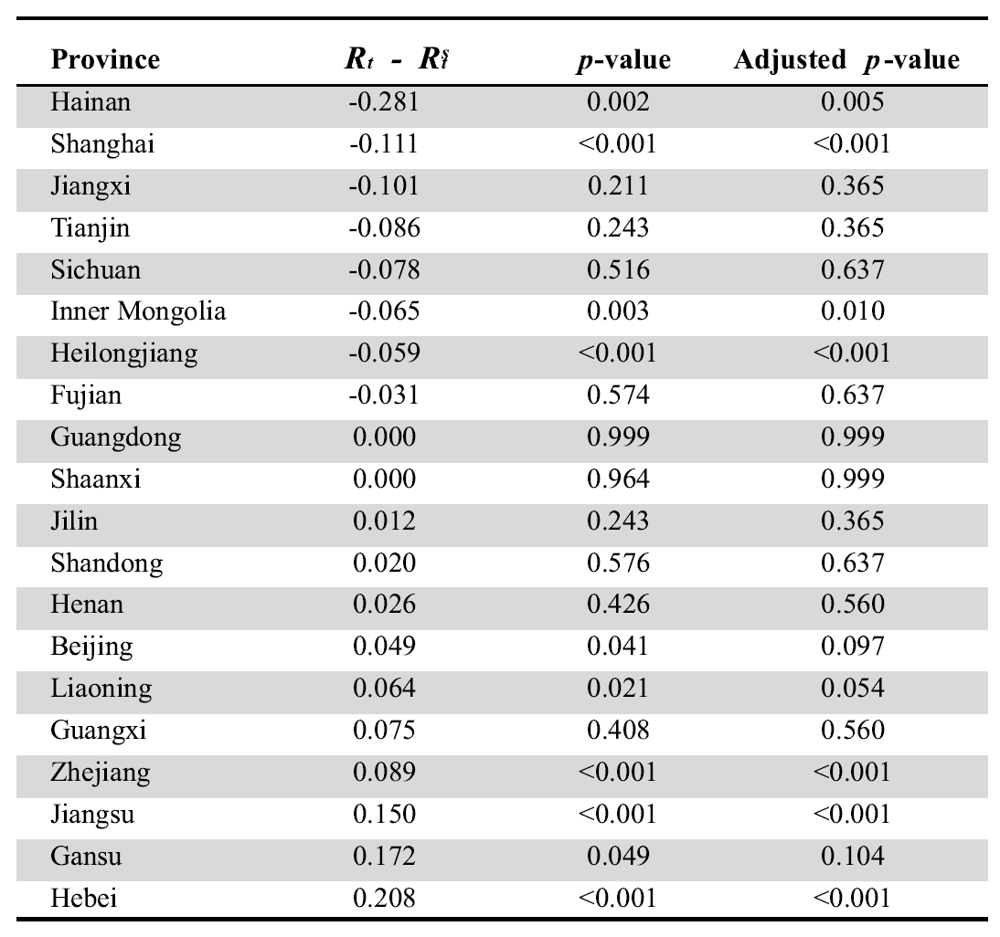 Province Rt - Rst p-value Adjusted p-value
Hainan -0.281 0.002 0.005
Shanghai -0.111 <0.001 <0.001
Jiangxi -0.101 0.211 0.365
Tianjin -0.086 0.243 0.365
Sichuan -0.078 0.516 0.637
Inner Mongolia -0.065 0.003 0.010
Heilongjiang -0.059 <0.001 <0.001
Fujian -0.031 0.574 0.637
Guangdong 0.000 0.999 0.999
Shaanxi 0.000 0.964 0.999
Jilin 0.012 0.243 0.365
Shandong 0.020 0.576 0.637
Henan 0.026 0.426 0.560
Beijing 0.049 0.041 0.097
Liaoning 0.064 0.021 0.054
Guangxi 0.075 0.408 0.560
Zhejiang 0.089 <0.001 <0.001
Jiangsu 0.150 <0.001 <0.001
Gansu 0.172 0.049 0.104
Hebei 0.208 <0.001 <0.001